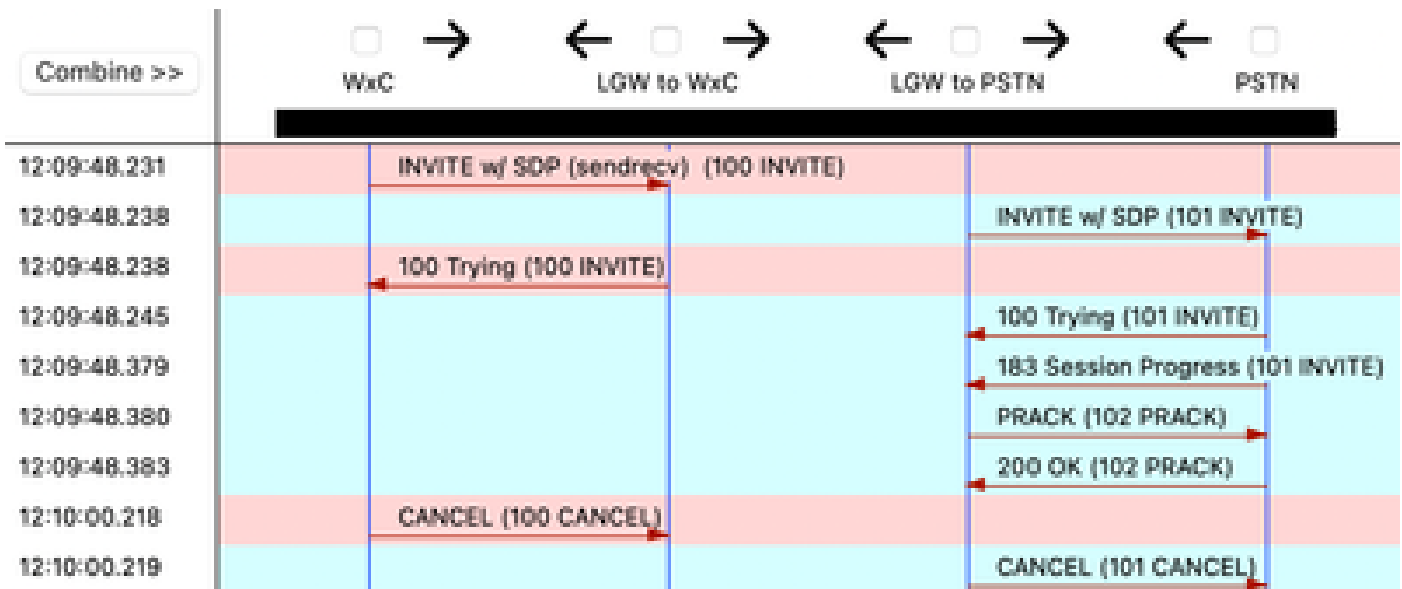 Combine >>
WxC LGW to WxC LGW to PSTN PSTN
12:09:48.231 INVITE w/ SDP (sendrecv) (100 INVITE)
12:09:48.238 INVITE w/ SDP (101 INVITE)
12:09:48.238 100 Trying (100 INVITE)
12:09:48.245 100 Trying (101 INVITE)
12:09:48.379 183 Session Progress (101 INVITE)
12:09:48.380 PRACK (102 PRACK)
12:09:48.383 200 OK (102 PRACK)
12:10:00.218 CANCEL (100 CANCEL)
12:10:00.219 CANCEL (101 CANCEL)